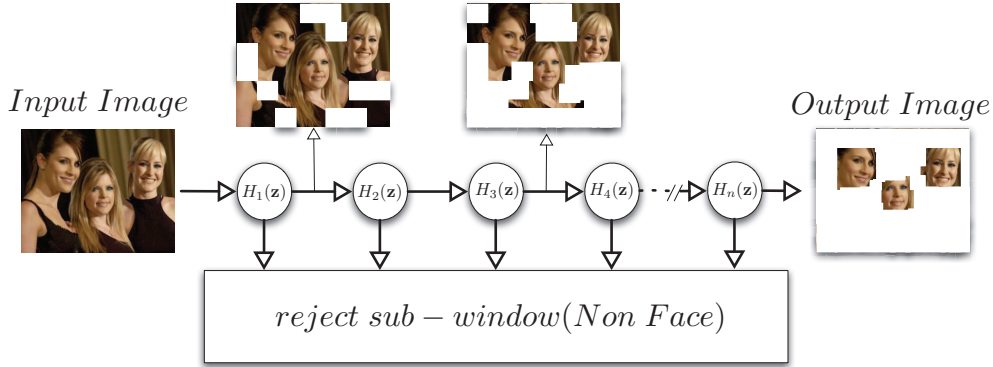 Input Image
Output Image
H₁(z) H₂(z) H₃(z) H₄(z) Hₙ(z)
reject sub − window(Non Face)